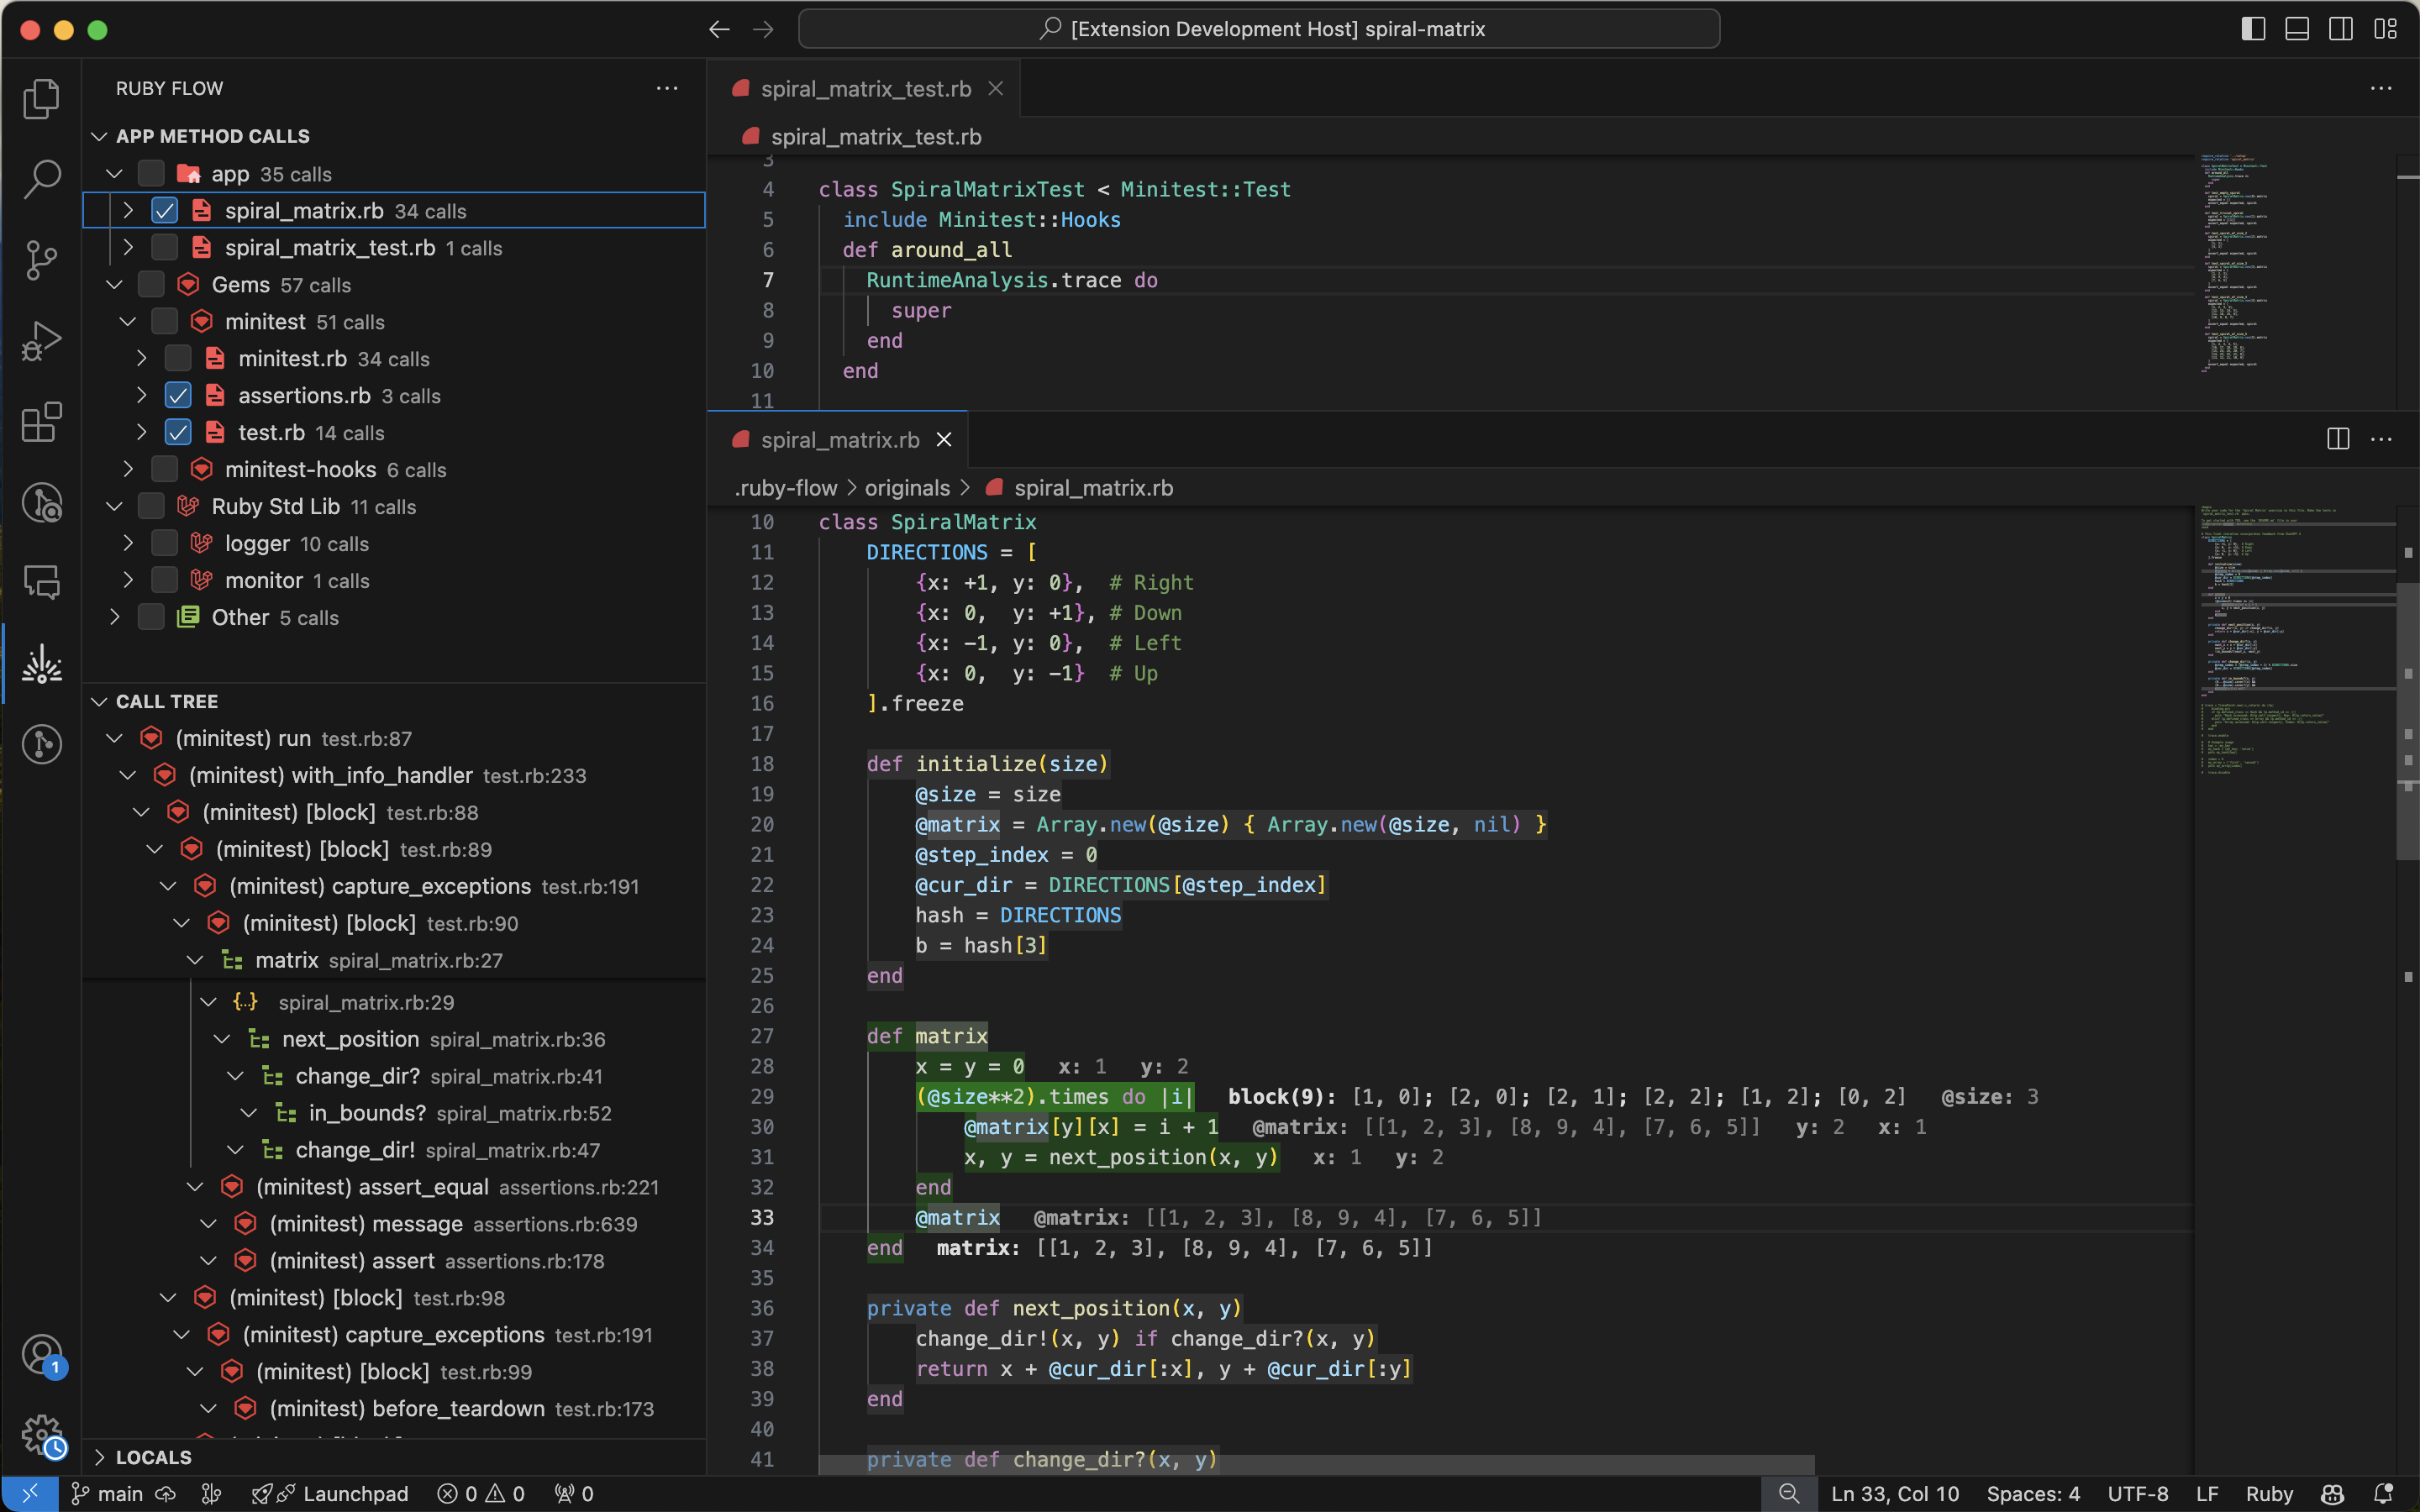 [Extension Development Host] spiral-matrix
RUBY FLOW
APP METHOD CALLS
app 35 calls
spiral_matrix.rb 34 calls
spiral_matrix_test.rb 1 calls
Gems 57 calls
minitest 51 calls
minitest.rb 34 calls
assertions.rb 3 calls
test.rb 14 calls
minitest-hooks 6 calls
Ruby Std Lib 11 calls
logger 10 calls
monitor 1 calls
Other 5 calls
CALL TREE
(minitest) run test.rb:87
(minitest) with_info_handler test.rb:233
(minitest) [block] test.rb:88
(minitest) [block] test.rb:89
(minitest) capture_exceptions test.rb:191
(minitest) [block] test.rb:90
matrix spiral_matrix.rb:27
{..} spiral_matrix.rb:29
next_position spiral_matrix.rb:36
change_dir? spiral_matrix.rb:41
in_bounds? spiral_matrix.rb:52
change_dir! spiral_matrix.rb:47
(minitest) assert_equal assertions.rb:221
(minitest) message assertions.rb:639
(minitest) assert assertions.rb:178
(minitest) [block] test.rb:98
(minitest) capture_exceptions test.rb:191
(minitest) [block] test.rb:99
(minitest) before_teardown test.rb:173
LOCALS
spiral_matrix_test.rb
spiral_matrix_test.rb
3
4 class SpiralMatrixTest < Minitest::Test
5 include Minitest::Hooks
6 def around_all
7 RuntimeAnalysis.trace do
8 super
9 end
10 end
11
spiral_matrix.rb
.ruby-flow > originals > spiral_matrix.rb
10 class SpiralMatrix
11 DIRECTIONS = [
12 {x: +1, y: 0}, # Right
13 {x: 0, y: +1}, # Down
14 {x: −1, y: 0}, # Left
15 {x: 0, y: −1} # Up
16 ].freeze
17
18 def initialize(size)
19 @size = size
20 @matrix = Array.new(@size) { Array.new(@size, nil) }
21 @step_index = 0
22 @cur_dir = DIRECTIONS[@step_index]
23 hash = DIRECTIONS
24 b = hash[3]
25 end
26
27 def matrix
28 x = y = 0 x: 1 y: 2
29 (@size**2).times do |i| block(9): [1, 0]; [2, 0]; [2, 1]; [2, 2]; [1, 2]; [0, 2] @size: 3
30 @matrix[y][x] = i + 1 @matrix: [[1, 2, 3], [8, 9, 4], [7, 6, 5]] y: 2 x: 1
31 x, y = next_position(x, y) x: 1 y: 2
32 end
33 @matrix @matrix: [[1, 2, 3], [8, 9, 4], [7, 6, 5]]
34 end matrix: [[1, 2, 3], [8, 9, 4], [7, 6, 5]]
35
36 private def next_position(x, y)
37 change_dir!(x, y) if change_dir?(x, y)
38 return x + @cur_dir[:x], y + @cur_dir[:y]
39 end
40
41 private def change_dir?(x, y)
1
main Launchpad 0 0 0 Ln 33, Col 10 Spaces: 4 UTF-8 LF Ruby